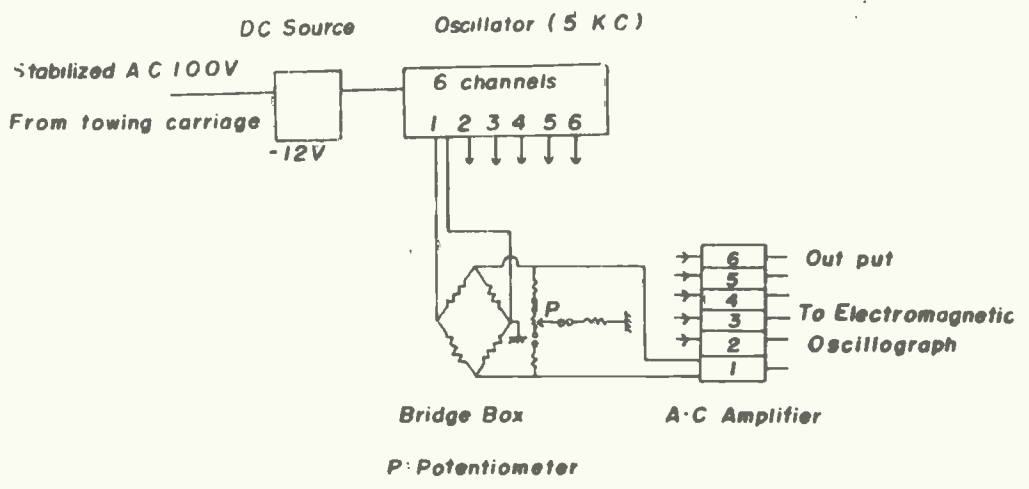 DC Source
Oscillator ( 5 K C )
Stabilized A C 100V
6 channels
From towing carriage
1 2 3 4 5 6
-12V
6
Out put
5
4
P
To Electromagnetic
3
Oscillograph
2
1
Bridge Box
A·C Amplifier
P: Potentiometer